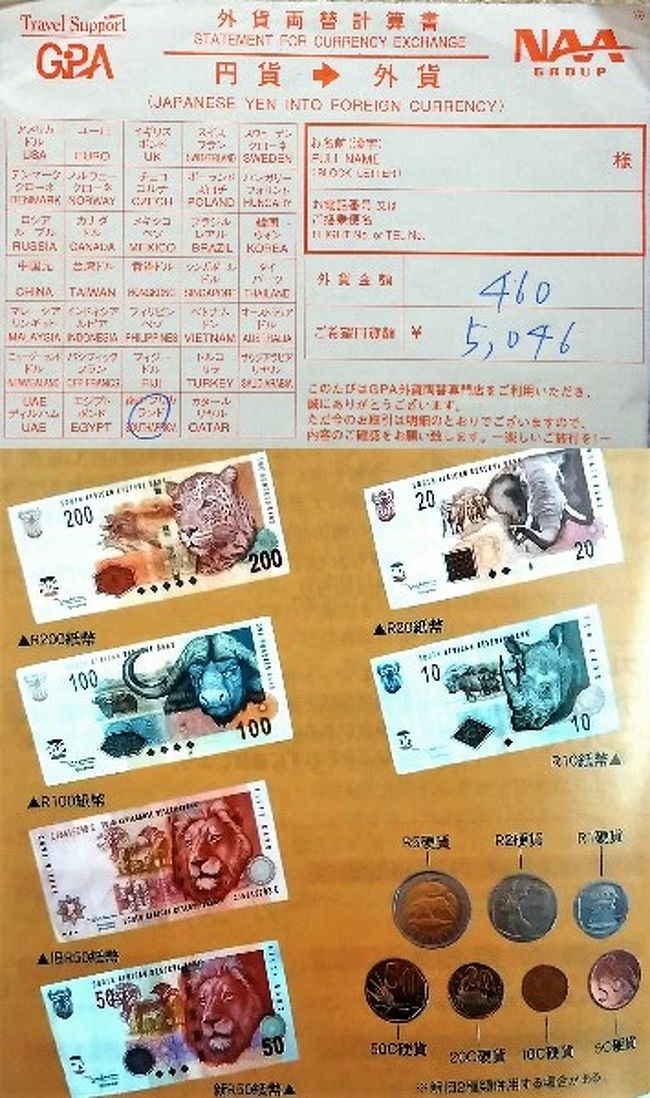 Travel Support
GPA
外貨両替計算書
STATEMENT FOR CURRENCY EXCHANGE
円貨➡外貨
(JAPANESE YEN INTO FOREIGN CURRENCY)
NAA
GROUP
アメリカ ドル USA
ユーロ EURO
イギリス ポンド UK
スイス フラン SWITZERLAND
スウェーデン クローネ SWEDEN
デンマーク クローネ DENMARK
ノルウェー クローネ NORWAY
チェコ コルナ CZECH
ポーランド ズロチ POLAND
ハンガリー フォリント HUNGARY
ロシア ルーブル RUSSIA
カナダ ドル CANADA
メキシコ ペソ MEXICO
ブラジル レアル BRAZIL
韓国 ウォン KOREA
中国元 CHINA
台湾ドル TAIWAN
香港ドル HONGKONG
シンガポール ドル SINGAPORE
タイ バーツ THAILAND
マレーシア リンギット MALAYSIA
インドネシア ルピア INDONESIA
フィリピン ペソ PHILIPPINES
ベトナム ドン VIETNAM
オーストラリア ドル AUSTRALIA
ニュージーランド ドル NEWZEALAND
パシフィック フラン CFP FRANCS
フィジー ドル FIJI
トルコ リラ TURKEY
サウジアラビア リヤル SAUDI ARABIA
UAE ディルハム UAE
エジプト ポンド EGYPT
ランド SOUTH AFRICA
カタール リヤル QATAR
お名前(漢字)
FULL NAME
(BLOCK LETTER)
様
お電話番号 又は
ご搭乗便名
FLIGHT No. or TEL No.
外貨金額
460
ご希望円貨額 ¥
5,046
このたびはGPA外貨両替専門店をご利用いただき、
誠にありがとうございます。
ただ今のお取引は明細のとおりでございますので、
内容のご確認をお願い致します。ー楽しいご旅行を!ー
SOUTH AFRICAN RESERVE BANK
200
200
▲R200紙幣
20
20
▲R20紙幣
SOUTH AFRICAN RESERVE BANK
100
100
▲R100紙幣
SOUTH AFRICAN RESERVE BANK
10
10
R10紙幣▲
SOUTH AFRICAN RESERVE BANK
▲旧R50紙幣
SOUTH AFRICAN RESERVE BANK
50
50
新R50紙幣▲
R5硬貨
R2硬貨
R1硬貨
50C硬貨
20C硬貨
10C硬貨
5C硬貨
※新旧2種類併用する場合がある。